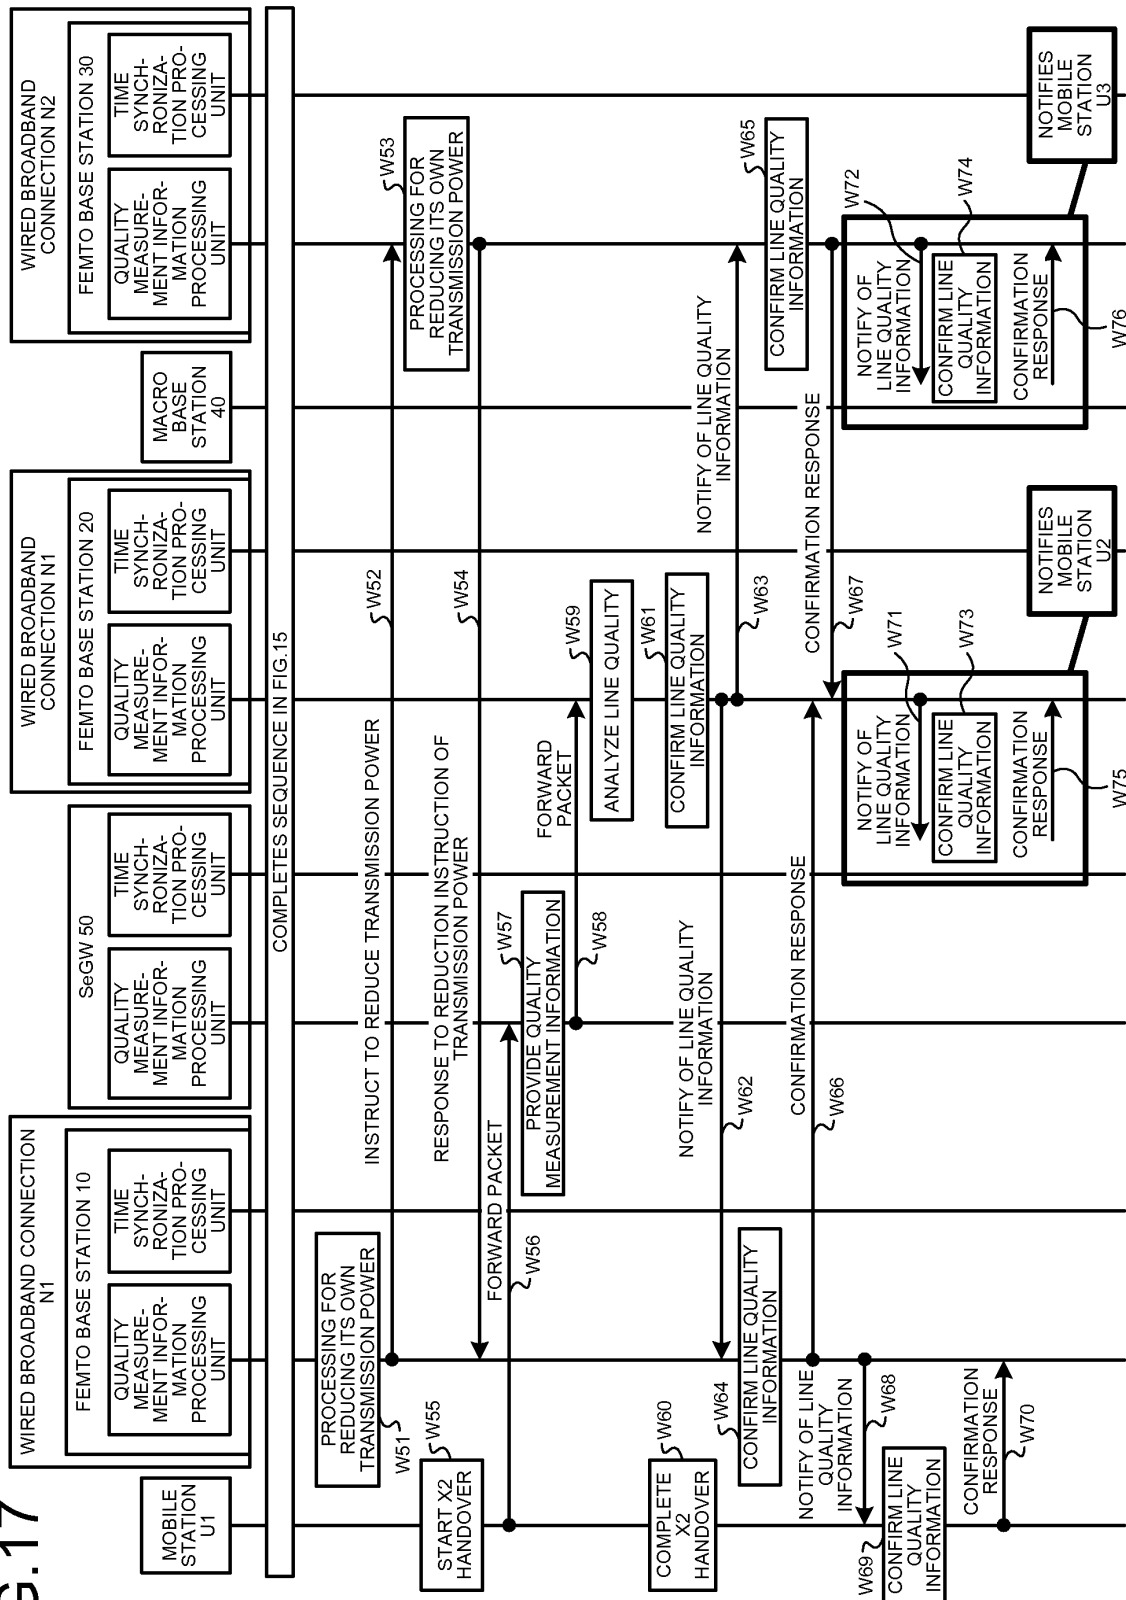 G.17
MOBILE
STATION
U1
WIRED BROADBAND CONNECTION
N1
FEMTO BASE STATION 10
QUALITY
MEASURE-
MENT INFOR-
MATION
PROCESSING
UNIT
TIME
SYNCH-
RONIZA-
TION PRO-
CESSING
UNIT
SeGW 50
QUALITY
MEASURE-
MENT INFOR-
MATION
PROCESSING
UNIT
TIME
SYNCH-
RONIZA-
TION PRO-
CESSING
UNIT
WIRED BROADBAND
CONNECTION N1
FEMTO BASE STATION 20
QUALITY
MEASURE-
MENT INFOR-
MATION
PROCESSING
UNIT
TIME
SYNCH-
RONIZA-
TION PRO-
CESSING
UNIT
MACRO
BASE
STATION
40
WIRED BROADBAND
CONNECTION N2
FEMTO BASE STATION 30
QUALITY
MEASURE-
MENT INFOR-
MATION
PROCESSING
UNIT
TIME
SYNCH-
RONIZA-
TION PRO-
CESSING
UNIT
COMPLETES SEQUENCE IN FIG.15
PROCESSING FOR
REDUCING ITS OWN
TRANSMISSION POWER
W51
INSTRUCT TO REDUCE TRANSMISSION POWER
W52
PROCESSING FOR
REDUCING ITS OWN
TRANSMISSION POWER
W53
RESPONSE TO REDUCTION INSTRUCTION OF
TRANSMISSION POWER
W54
START X2
HANDOVER
W55
FORWARD PACKET
W56
PROVIDE QUALITY
MEASUREMENT INFORMATION
W57
FORWARD
PACKET
W58
ANALYZE LINE QUALITY
W59
COMPLETE
X2
HANDOVER
W60
CONFIRM LINE QUALITY
INFORMATION
W61
NOTIFY OF LINE QUALITY
INFORMATION
W62
NOTIFY OF LINE QUALITY
INFORMATION
W63
CONFIRM LINE QUALITY
INFORMATION
W64
CONFIRM LINE QUALITY
INFORMATION
W65
CONFIRMATION RESPONSE
W66
CONFIRMATION RESPONSE
W67
NOTIFY OF LINE
QUALITY
INFORMATION
W68
CONFIRM LINE
QUALITY
INFORMATION
W69
CONFIRMATION
RESPONSE
W70
NOTIFY OF
LINE QUALITY
INFORMATION
W71
CONFIRM LINE
QUALITY
INFORMATION
W73
CONFIRMATION
RESPONSE
W75
NOTIFIES
MOBILE
STATION
U2
NOTIFY OF
LINE QUALITY
INFORMATION
W72
CONFIRM LINE
QUALITY
INFORMATION
W74
CONFIRMATION
RESPONSE
W76
NOTIFIES
MOBILE
STATION
U3